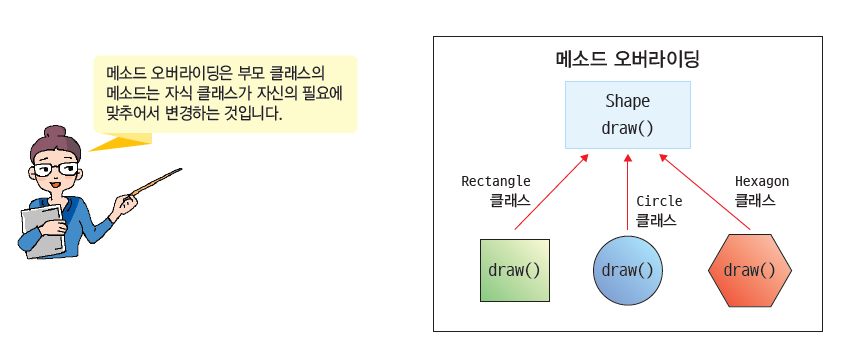 메소드 오버라이딩은 부모 클래스의
메소드는 자식 클래스가 자신의 필요에
맞추어서 변경하는 것입니다.
메소드 오버라이딩
Shape
draw()
Rectangle
클래스
Circle
클래스
Hexagon
클래스
draw()
draw()
draw()